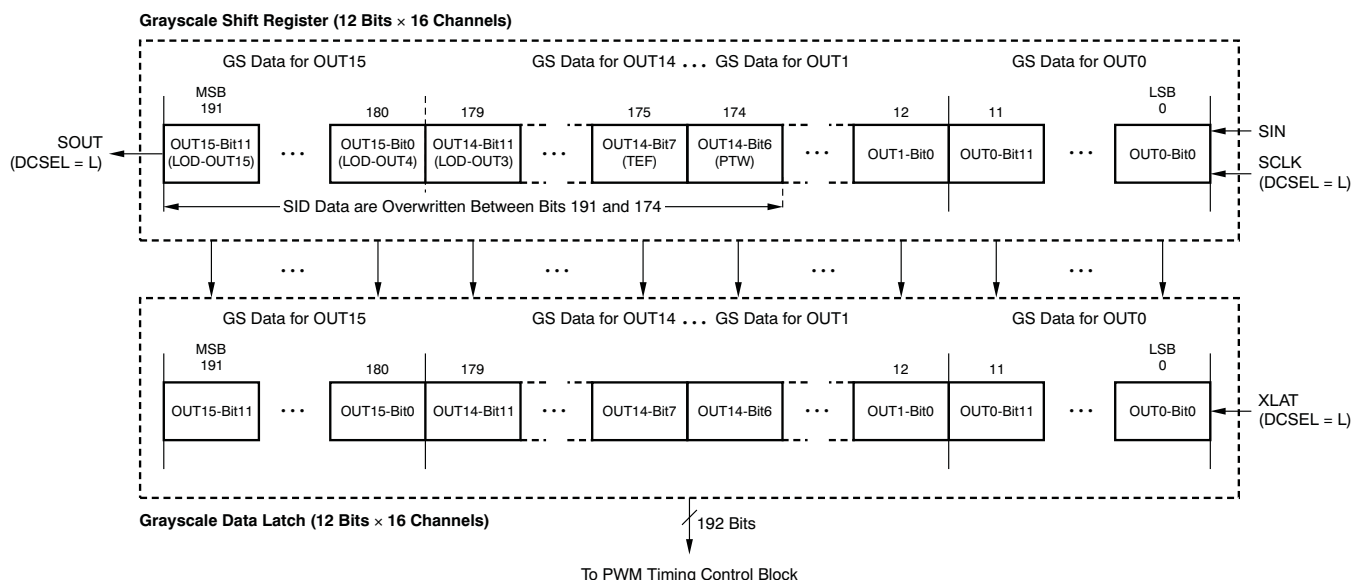 Grayscale Shift Register (12 Bits × 16 Channels)
GS Data for OUT15
GS Data for OUT14 ... GS Data for OUT1
GS Data for OUT0
MSB
LSB
191
180
179
175
174
12
11
0
SOUT
(DCSEL = L)
OUT15-Bit11
(LOD-OUT15)
...
OUT15-Bit0
(LOD-OUT4)
OUT14-Bit11
(LOD-OUT3)
...
OUT14-Bit7
(TEF)
OUT14-Bit6
(PTW)
...
OUT1-Bit0
OUT0-Bit11
...
OUT0-Bit0
SIN
SCLK
(DCSEL = L)
SID Data are Overwritten Between Bits 191 and 174
... ... ... ...
GS Data for OUT15
GS Data for OUT14 ... GS Data for OUT1
GS Data for OUT0
MSB
LSB
191
180
179
12
11
0
OUT15-Bit11
...
OUT15-Bit0
OUT14-Bit11
...
OUT14-Bit7
OUT14-Bit6
...
OUT1-Bit0
OUT0-Bit11
...
OUT0-Bit0
XLAT
(DCSEL = L)
Grayscale Data Latch (12 Bits × 16 Channels)
192 Bits
To PWM Timing Control Block